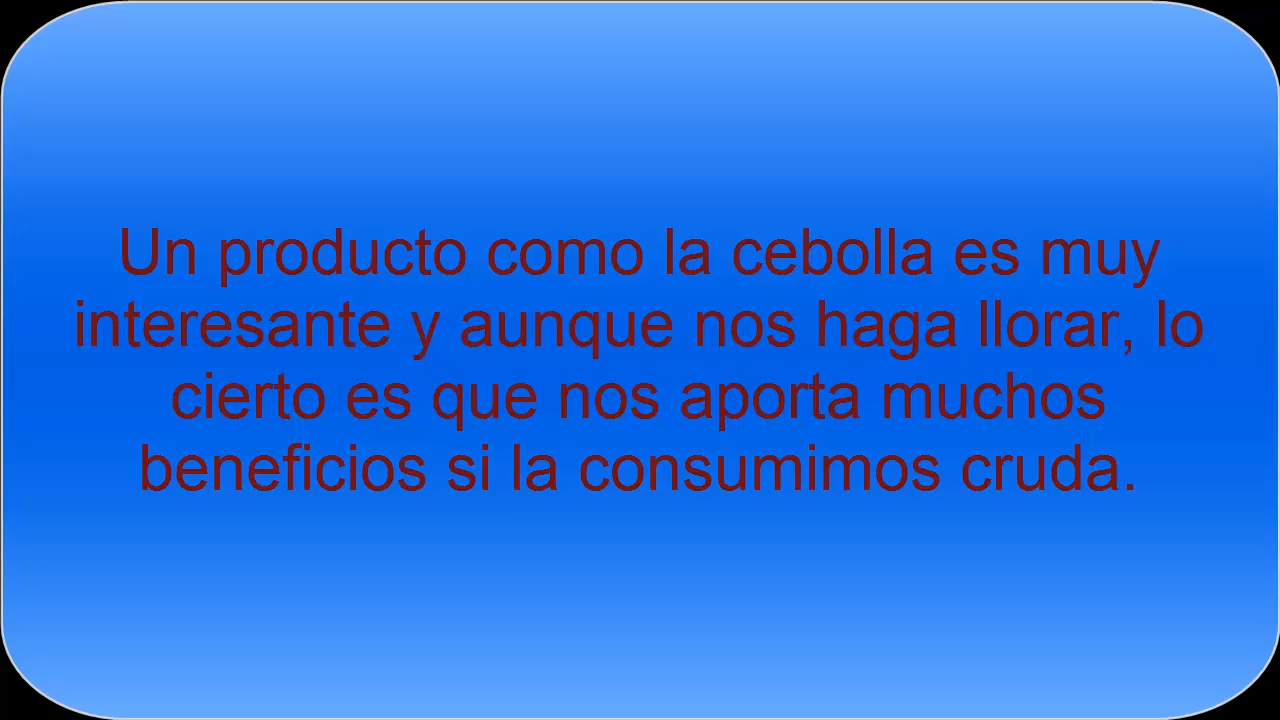 Un producto como la cebolla es muy
interesante y aunque nos haga llorar, lo
cierto es que nos aporta muchos
beneficios si la consumimos cruda.